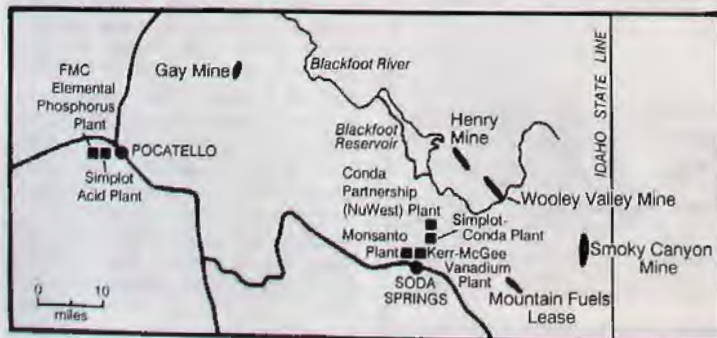 FMC
Elemental
Phosphorus
Plant
POCATELLO
Simplot
Acid Plant
0 10
miles
Gay Mine
Blackfoot River
Blackfoot
Reservoir
Henry
Mine
Wooley Valley Mine
Conda
Partnership
(NuWest) Plant
Simplot-
Conda Plant
Monsanto
Plant
Kerr-McGee
Vanadium
Plant
SODA
SPRINGS
Mountain Fuels
Lease
IDAHO STATE LINE
Smoky Canyon
Mine